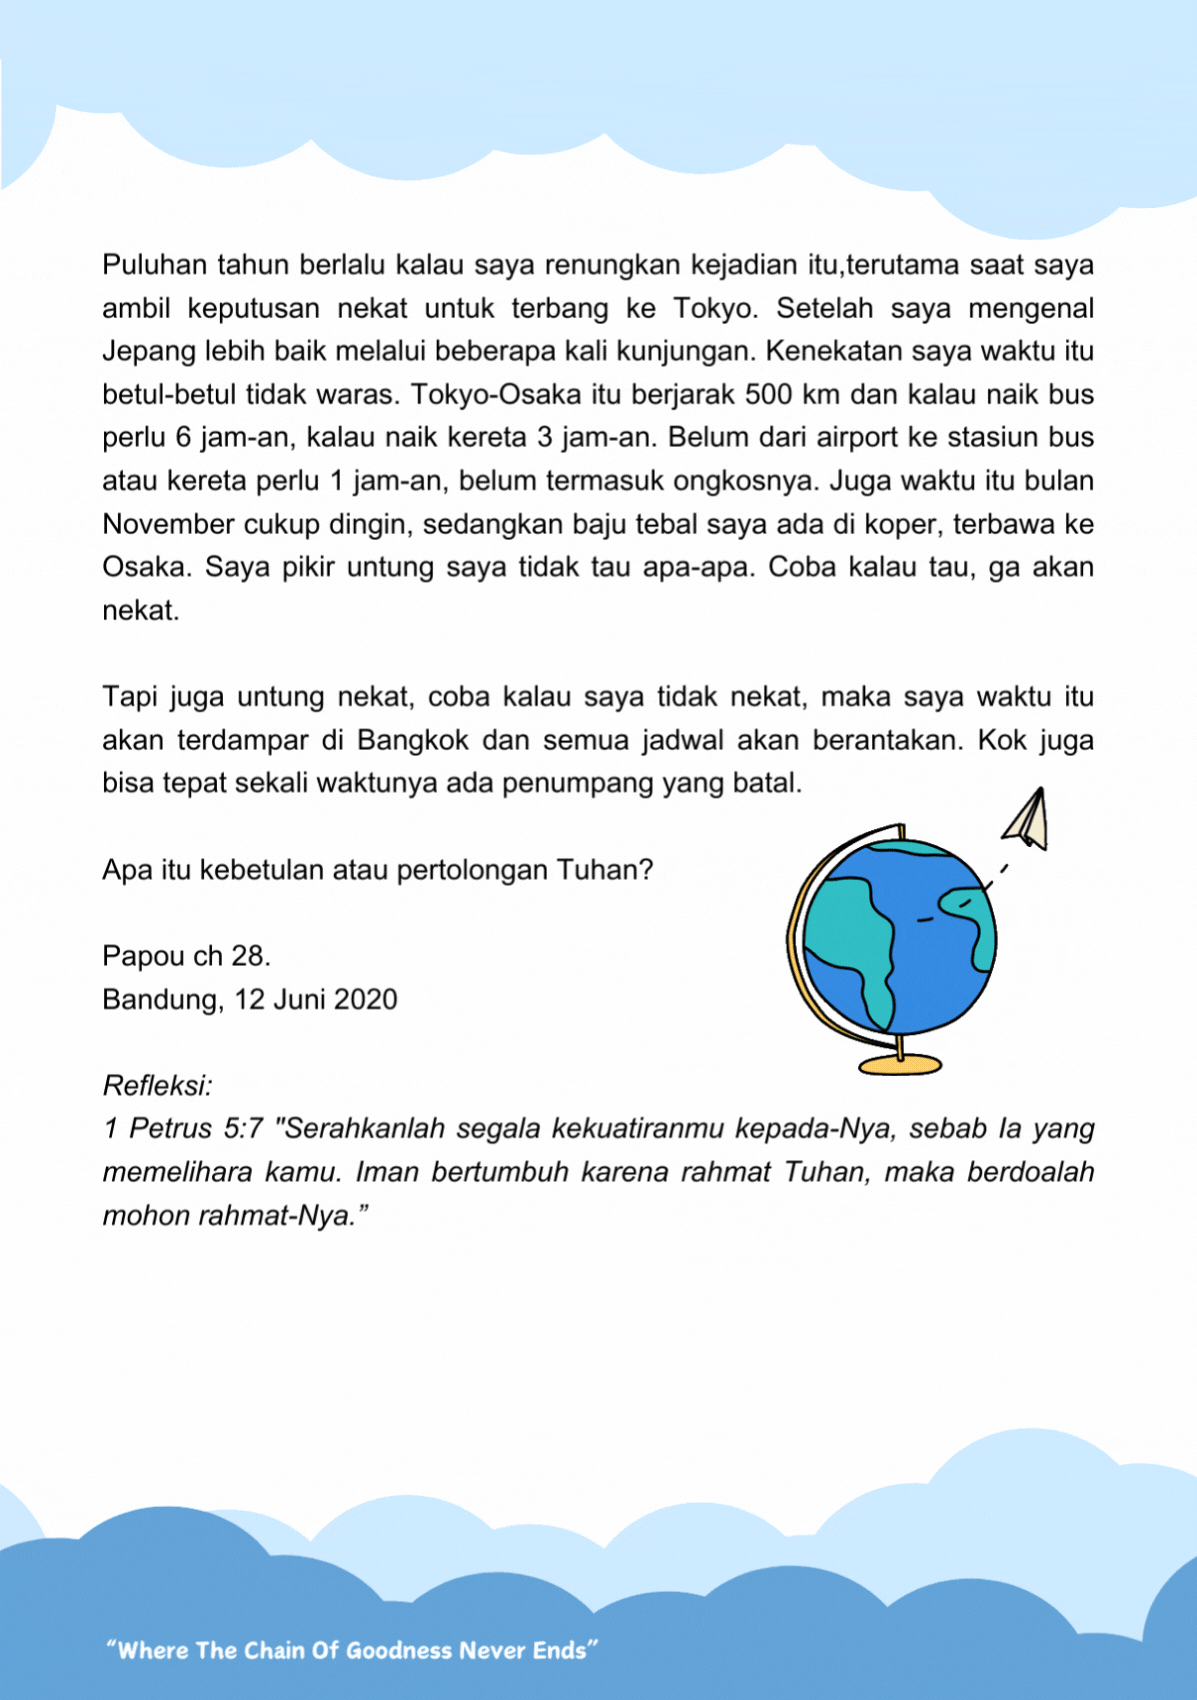 Puluhan tahun berlalu kalau saya renungkan kejadian itu,terutama saat saya
ambil keputusan nekat untuk terbang ke Tokyo. Setelah saya mengenal
Jepang lebih baik melalui beberapa kali kunjungan. Kenekatan saya waktu itu
betul-betul tidak waras. Tokyo-Osaka itu berjarak 500 km dan kalau naik bus
perlu 6 jam-an, kalau naik kereta 3 jam-an. Belum dari airport ke stasiun bus
atau kereta perlu 1 jam-an, belum termasuk ongkosnya. Juga waktu itu bulan
November cukup dingin, sedangkan baju tebal saya ada di koper, terbawa ke
Osaka. Saya pikir untung saya tidak tau apa-apa. Coba kalau tau, ga akan
nekat.
Tapi juga untung nekat, coba kalau saya tidak nekat, maka saya waktu itu
akan terdampar di Bangkok dan semua jadwal akan berantakan. Kok juga
bisa tepat sekali waktunya ada penumpang yang batal.
Apa itu kebetulan atau pertolongan Tuhan?
Papou ch 28.
Bandung, 12 Juni 2020
Refleksi:
1 Petrus 5:7 "Serahkanlah segala kekuatiranmu kepada-Nya, sebab Ia yang
memelihara kamu. Iman bertumbuh karena rahmat Tuhan, maka berdoalah
mohon rahmat-Nya.”
“Where The Chain Of Goodness Never Ends”